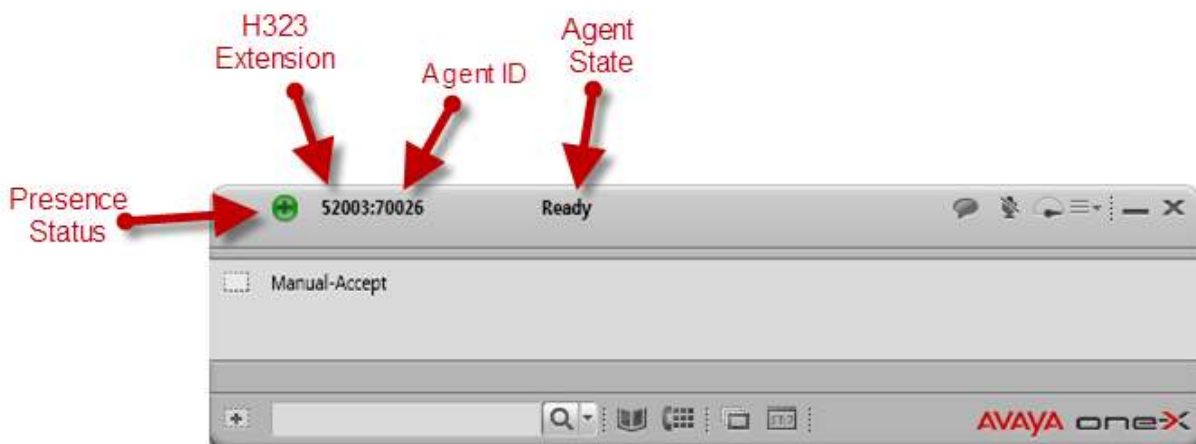 H323
Extension
Agent ID
Agent
State
Presence
Status
52003:70026
Ready
Manual-Accept
AVAYA one-X